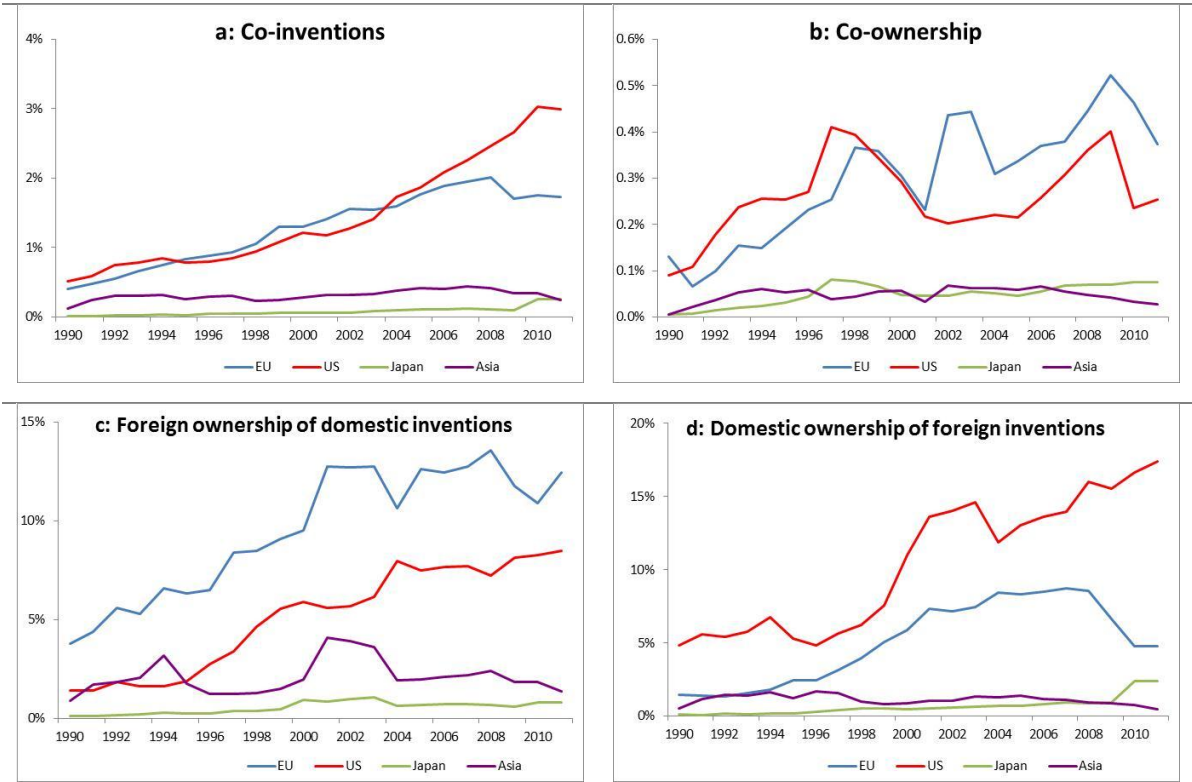 a: Co-inventions
4%
3%
2%
1%
0%
1990 1992 1994 1996 1998 2000 2002 2004 2006 2008 2010
EU US Japan Asia
b: Co-ownership
0.6%
0.5%
0.4%
0.3%
0.2%
0.1%
0.0%
1990 1992 1994 1996 1998 2000 2002 2004 2006 2008 2010
EU US Japan Asia
c: Foreign ownership of domestic inventions
15%
10%
5%
0%
1990 1992 1994 1996 1998 2000 2002 2004 2006 2008 2010
EU US Japan Asia
d: Domestic ownership of foreign inventions
20%
15%
10%
5%
0%
1990 1992 1994 1996 1998 2000 2002 2004 2006 2008 2010
EU US Japan Asia